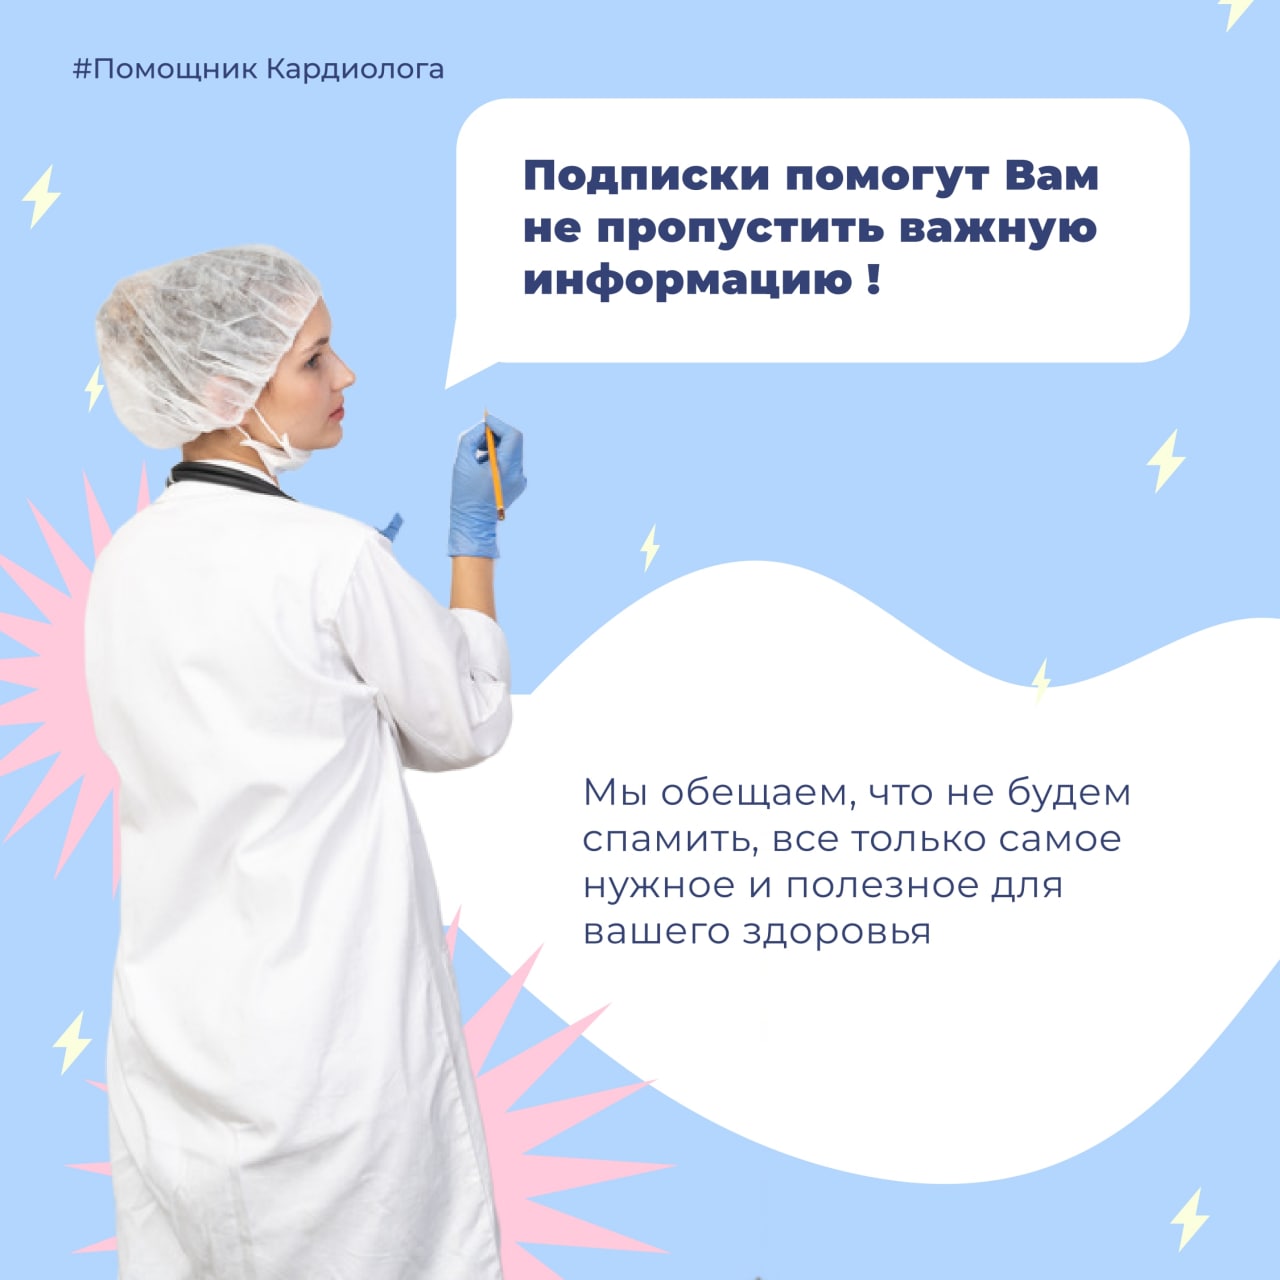 #Помощник Кардиолога
Подписки помогут Вам
не пропустить важную
информацию !
Мы обещаем, что не будем
спамить, все только самое
нужное и полезное для
вашего здоровья